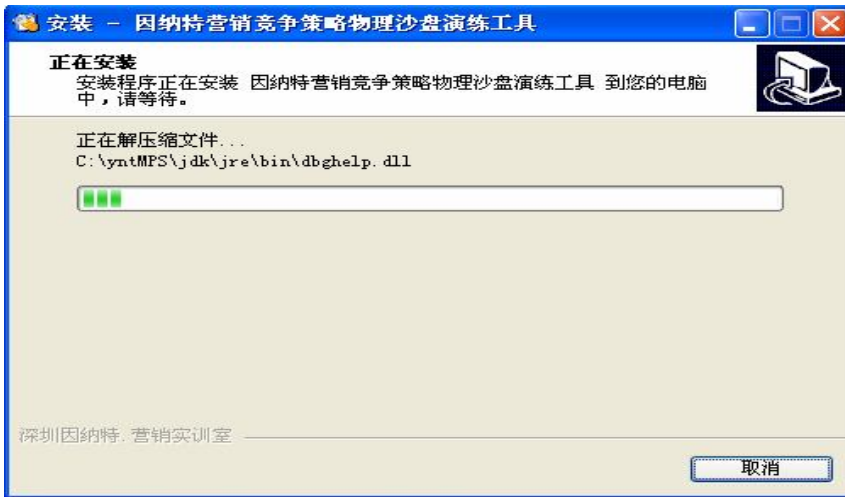 安装 - 因纳特营销竞争策略物理沙盘演练工具
正在安装
安装程序正在安装 因纳特营销竞争策略物理沙盘演练工具 到您的电脑
中,请等待。
正在解压缩文件...
C:\yntMPS\jdk\jre\bin\dbghelp.dll
深圳因纳特.营销实训室
取消